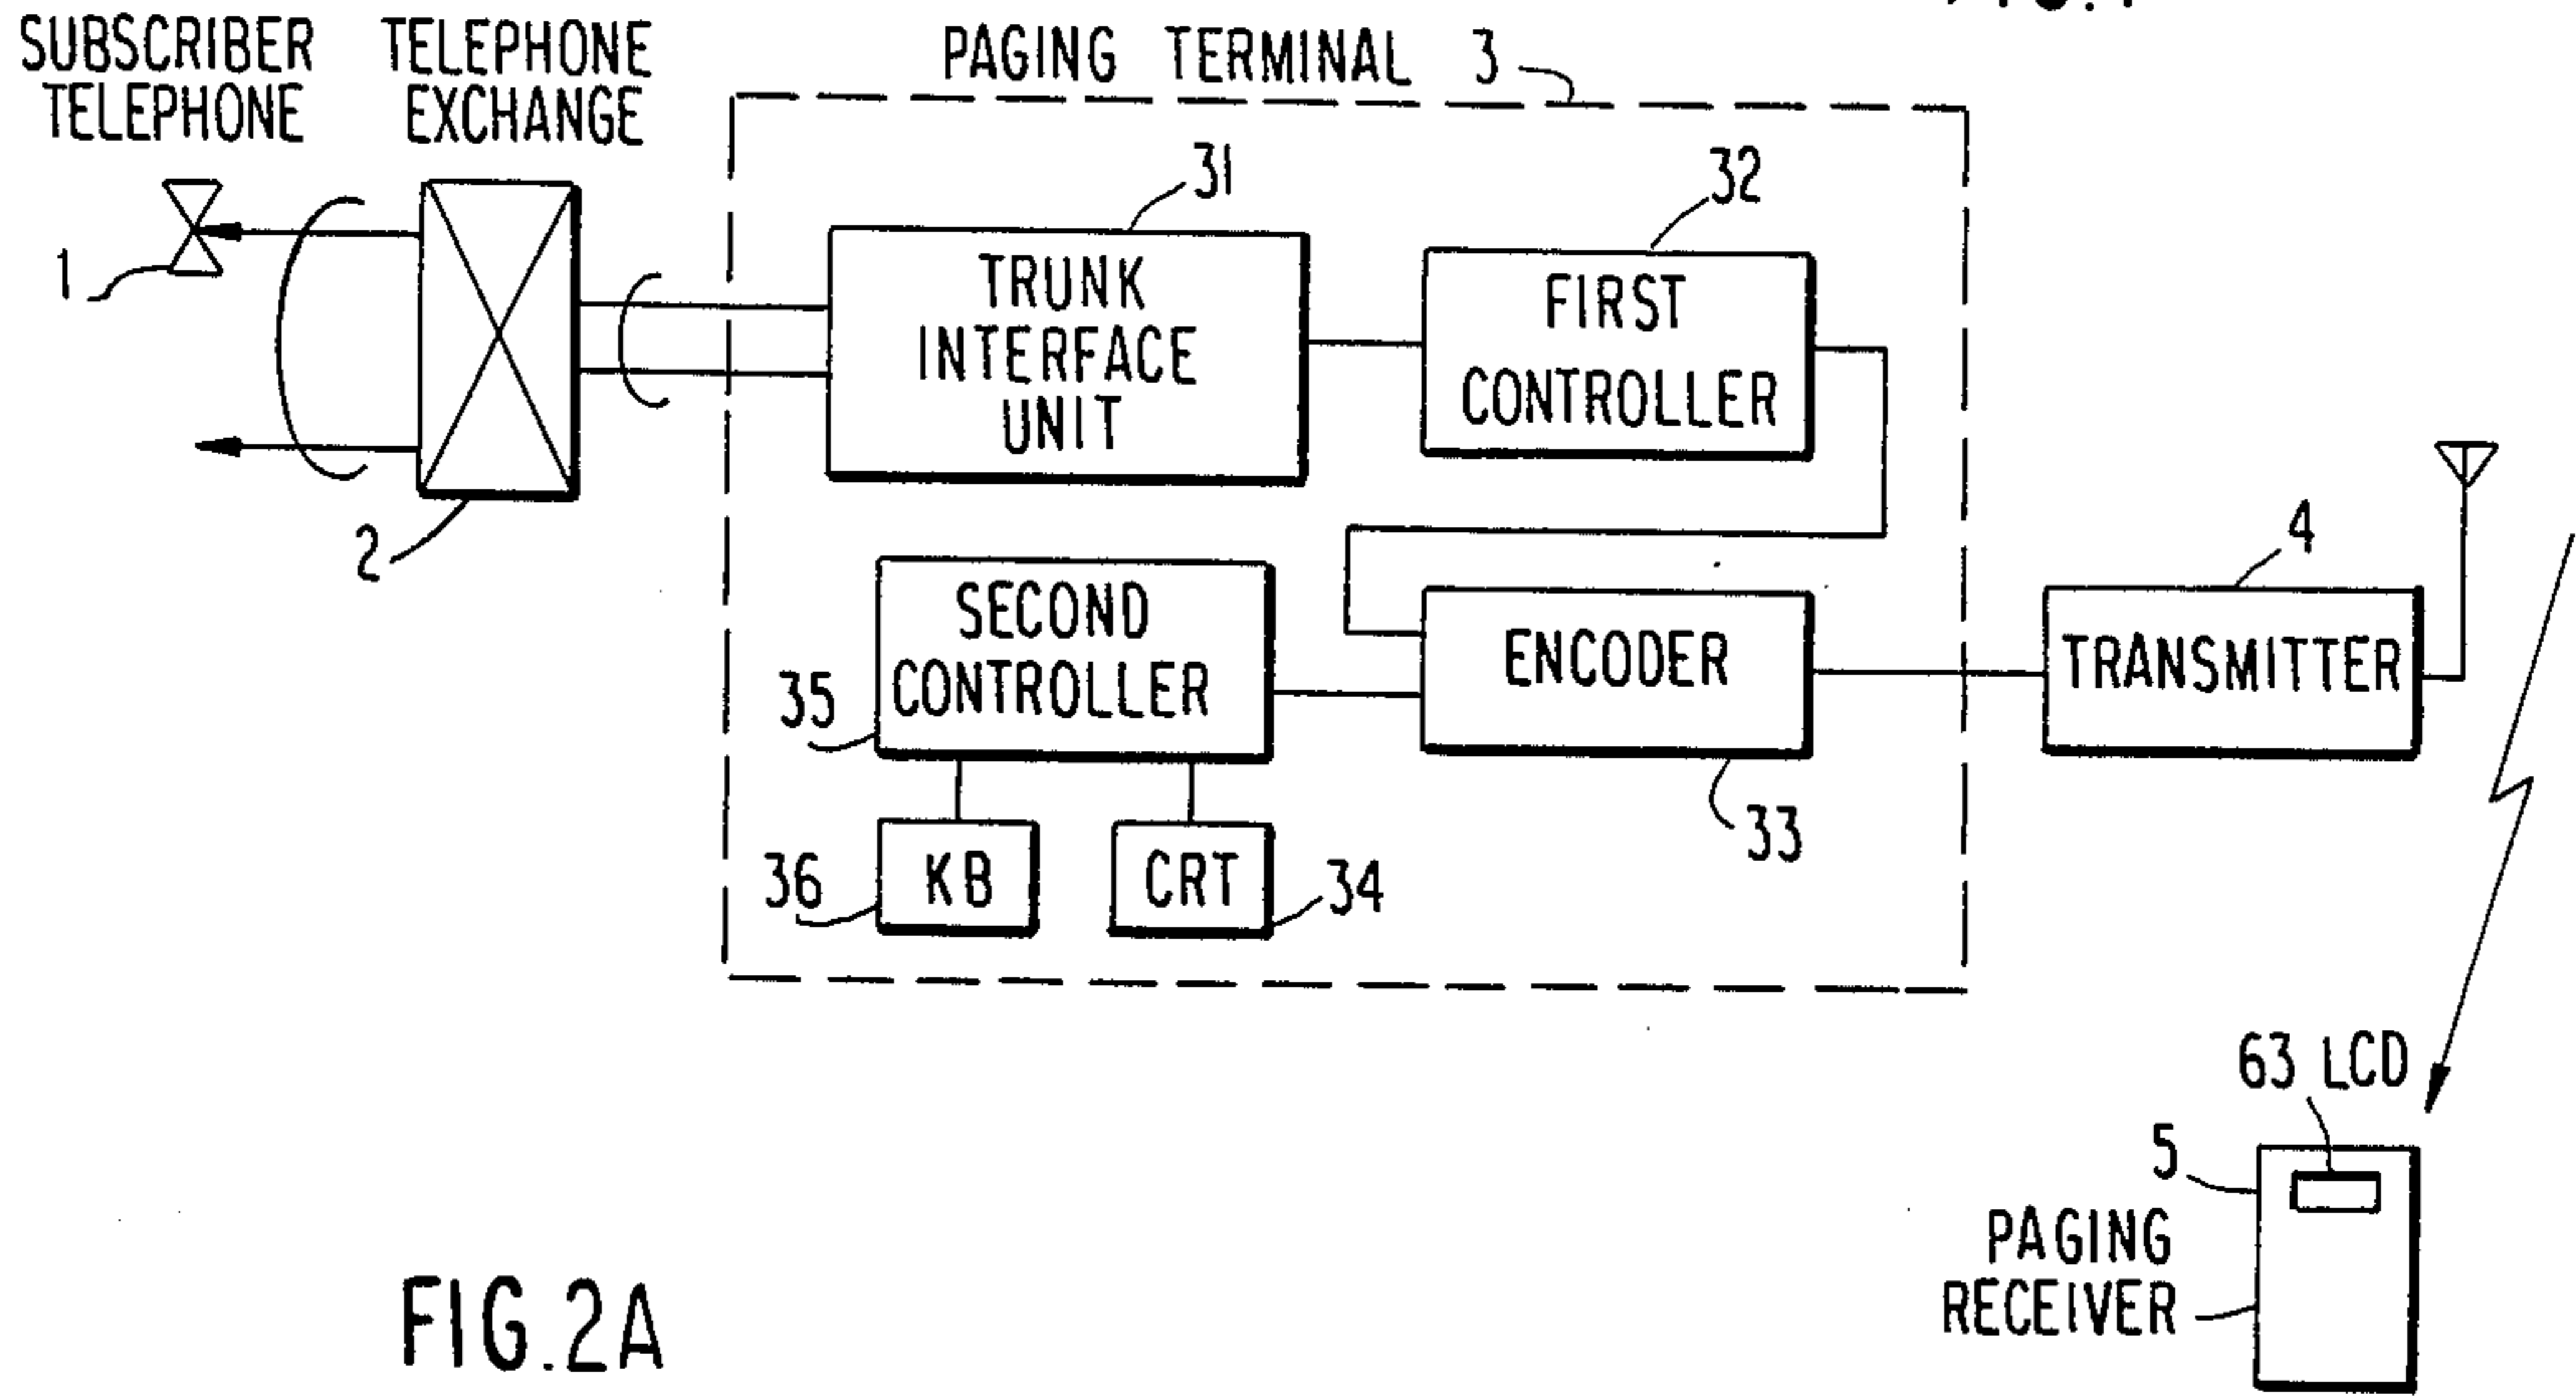 SUBSCRIBER TELEPHONE
TELEPHONE EXCHANGE
PAGING TERMINAL 3
1
2
31
TRUNK
INTERFACE
UNIT
32
FIRST
CONTROLLER
SECOND
CONTROLLER
35
ENCODER
33
4
TRANSMITTER
36
KB
CRT
34
63 LCD
5
PAGING
RECEIVER
FIG.2A